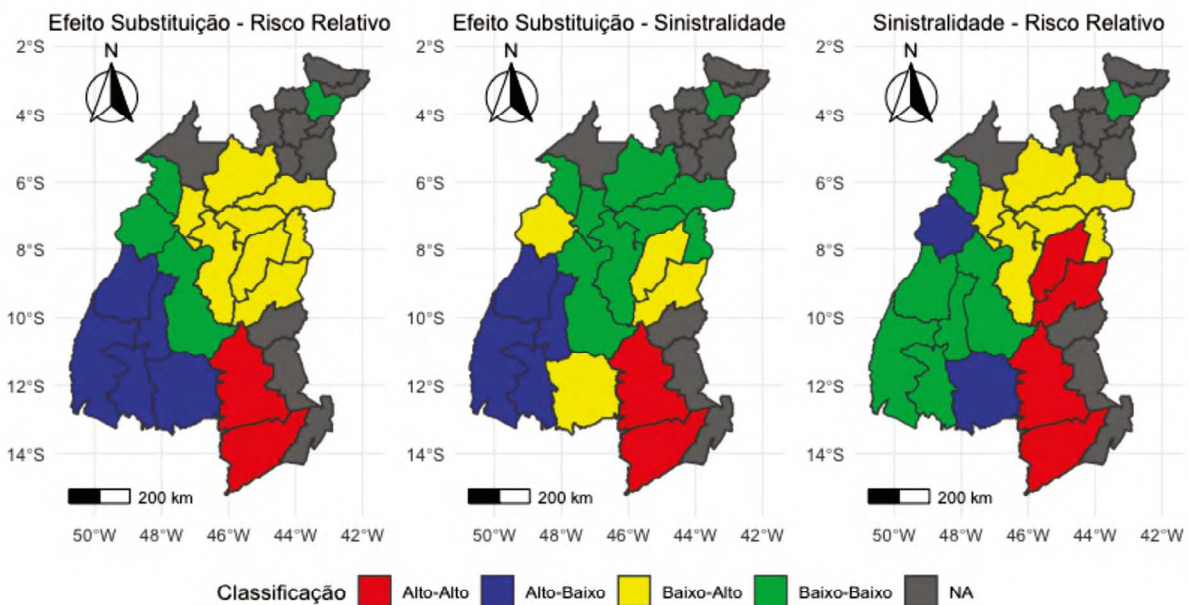 Efeito Substituição - Risco Relativo
Efeito Substituição - Sinistralidade
Sinistralidade - Risco Relativo
2°S
4°S
6°S
8°S
10°S
12°S
14°S
N
200 km
50°W 48°W 46°W 44°W 42°W
2°S
4°S
6°S
8°S
10°S
12°S
14°S
N
200 km
50°W 48°W 46°W 44°W 42°W
2°S
4°S
6°S
8°S
10°S
12°S
14°S
N
200 km
50°W 48°W 46°W 44°W 42°W
Classificação Alto-Alto Alto-Baixo Baixo-Alto Baixo-Baixo NA